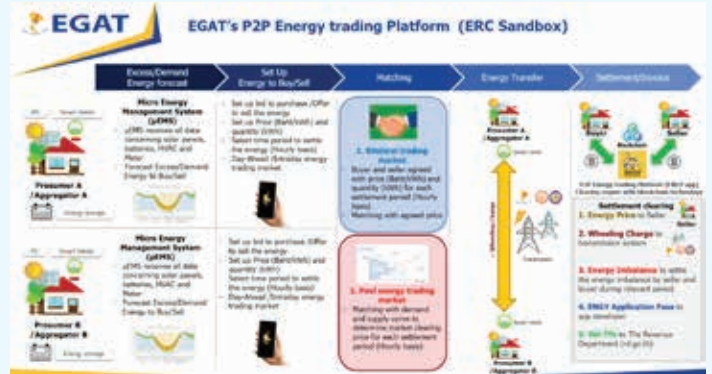 EGAT
EGAT's P2P Energy trading Platform (ERC Sandbox)
Excess/Demand
Energy forecast
Set Up
Energy to Buy/Sell
Matching
Energy Transfer
Settlement/Invoice
Prosumer A
/Aggregator A
Energy storage
Micro Energy
Management System
(μEMS)
- μEMS receives of data
concerning solar panels,
batteries, HVAC and
Meter
- Forecast Excess/Demand
Energy to Buy/Sell
- Set up bid to purchase /Offer
to sell the energy
- Set up Price (Baht/kWh) and
quantity (kWh)
- Select time period to settle
the energy (Hourly basis)
- Day-Ahead /Intraday energy
trading market
1. Bilateral trading
market
Buyer and seller agreed
with price (Baht/kWh) and
quantity (kWh) for each
settlement period (Hourly
basis)
- Matching with agreed price
Prosumer A
/Aggregator A
Buyer
Seller
Blockchain
P2P Energy Trading Platform
Clearing system with blockchain technology
Prosumer B
/Aggregator B
Energy storage
Micro Energy
Management System
(μEMS)
- μEMS receives of data
concerning solar panels,
batteries, HVAC and
Meter
- Forecast Excess/Demand
Energy to Buy/Sell
Set up bid to purchase /Offer
to sell the energy
Set up Price (Baht/kWh) and
quantity (kWh)
Select time period to settle
the energy (Hourly basis)
- Day-Ahead /Intraday energy
trading market
2. Pool energy trading
market
Matching with demand
and supply curve to
determine market clearing
price for each settlement
period (Hourly basis)
Prosumer B
/Aggregator B
Settlement clearing
1. Energy Price to Seller
2. Wheeling Charge to
transmission system
3. Energy Imbalance to settle
the energy imbalance by seller and
buyer during relevant period
Application Fees to
app developer
to The Revenue
Department